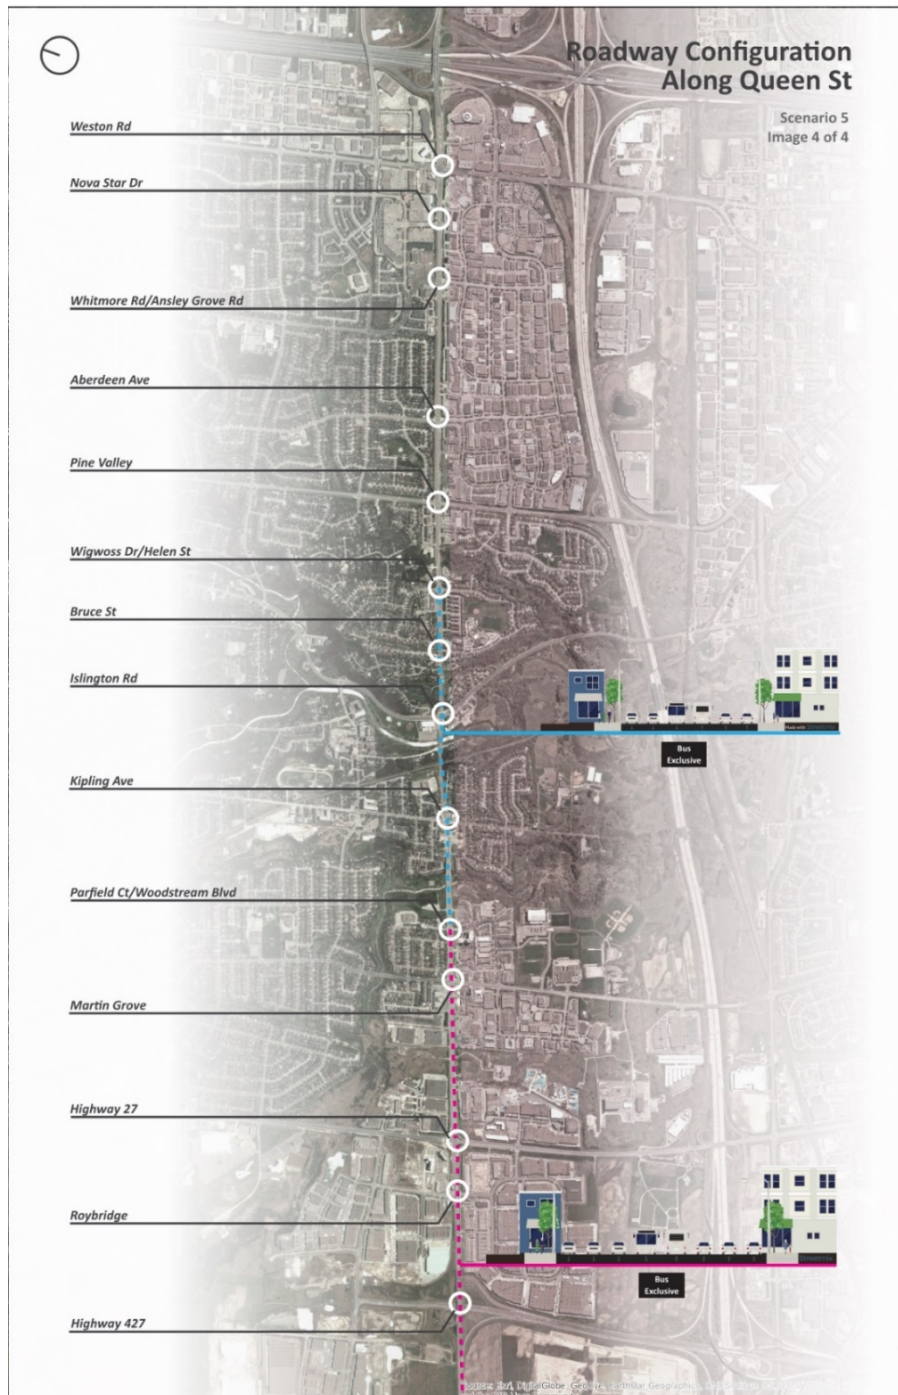 Roadway Configuration
Along Queen St
Scenario 5
Image 4 of 4
Weston Rd
Nova Star Dr
Whitmore Rd/Ansley Grove Rd
Aberdeen Ave
Pine Valley
Wigwoss Dr/Helen St
Bruce St
Islington Rd
Bus
Exclusive
Kipling Ave
Parfield Ct/Woodstream Blvd
Martin Grove
Highway 27
Roybridge
Bus
Exclusive
Highway 427